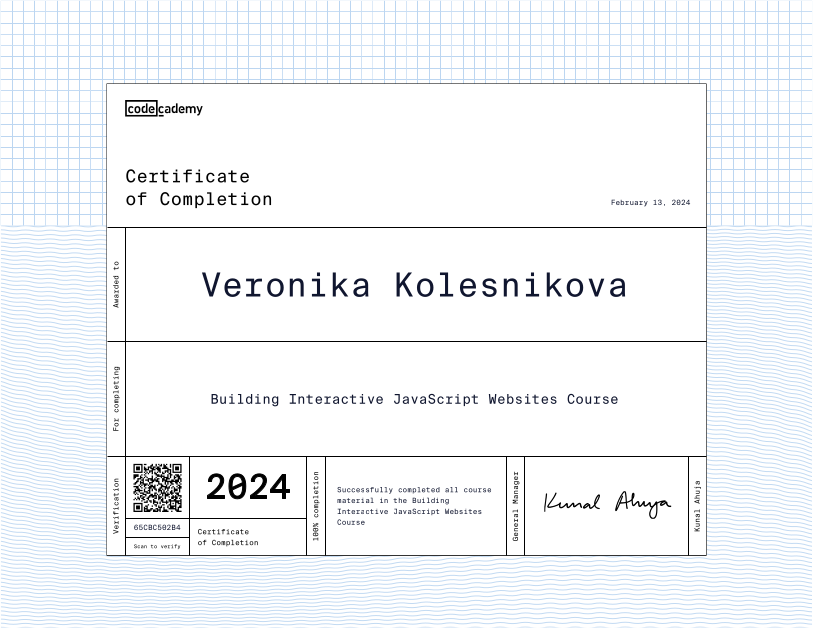 codecademy
Certificate
of Completion
February 13, 2024
Awarded to
Veronika Kolesnikova
For completing
Building Interactive JavaScript Websites Course
Verification
65CBC502B4
Scan to verify
2024
Certificate
of Completion
100% completion
Successfully completed all course
material in the Building
Interactive JavaScript Websites
Course
General Manager
Kunal Ahuja
Kunal Ahuja